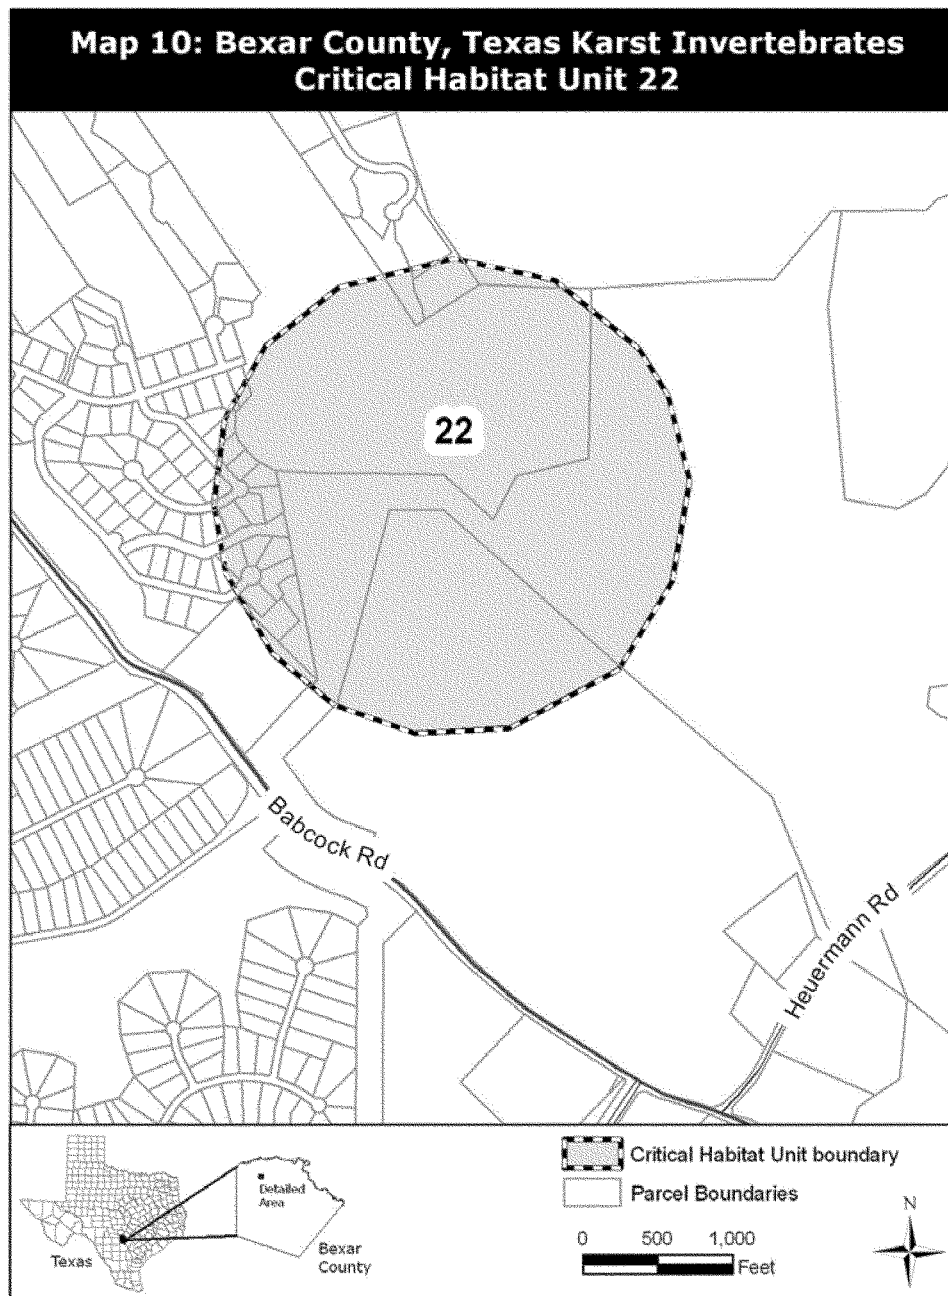 Map 10: Bexar County, Texas Karst Invertebrates
Critical Habitat Unit 22
22
Babcock Rd
Heuermann Rd
Texas
Detailed
Area
Bexar
County
Critical Habitat Unit boundary
Parcel Boundaries
0 500 1,000
Feet
N